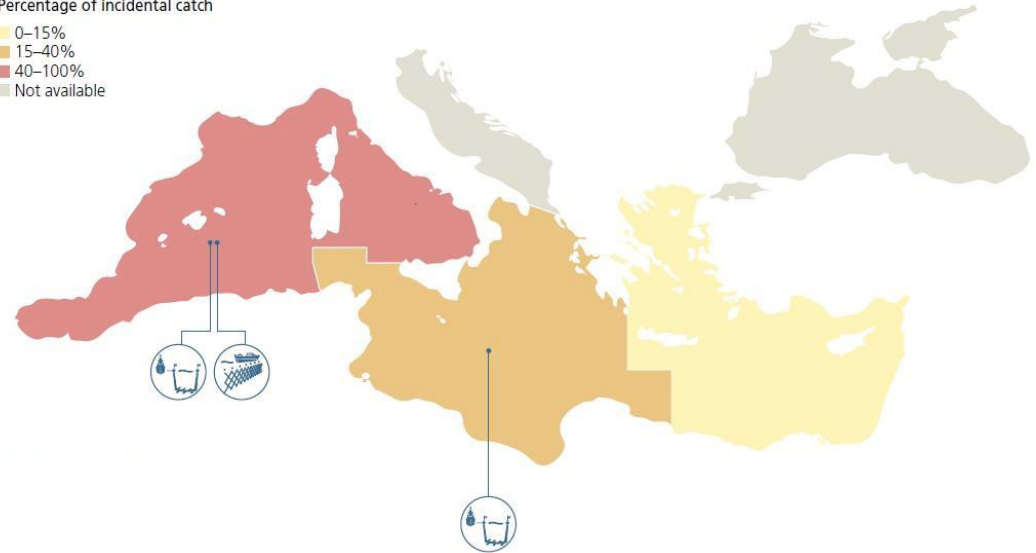 Percentage of incidental catch
0–15%
15–40%
40–100%
Not available